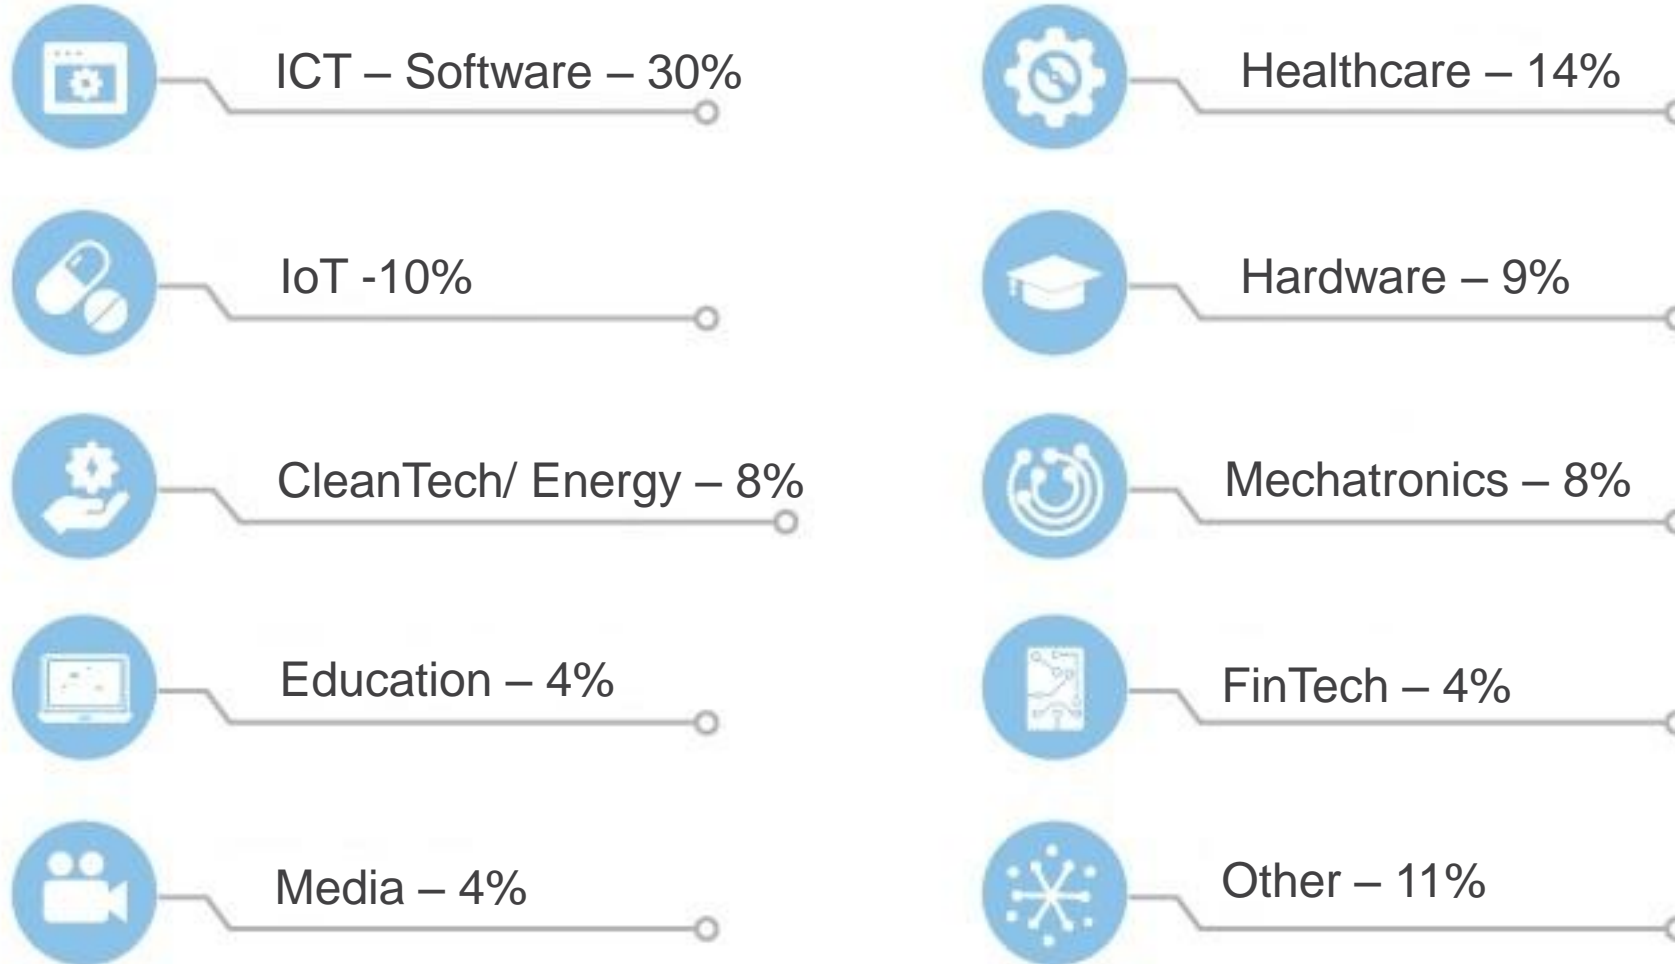 ICT – Software – 30%
Healthcare – 14%
IoT -10%
Hardware – 9%
CleanTech/ Energy – 8%
Mechatronics – 8%
Education – 4%
FinTech – 4%
Media – 4%
Other – 11%